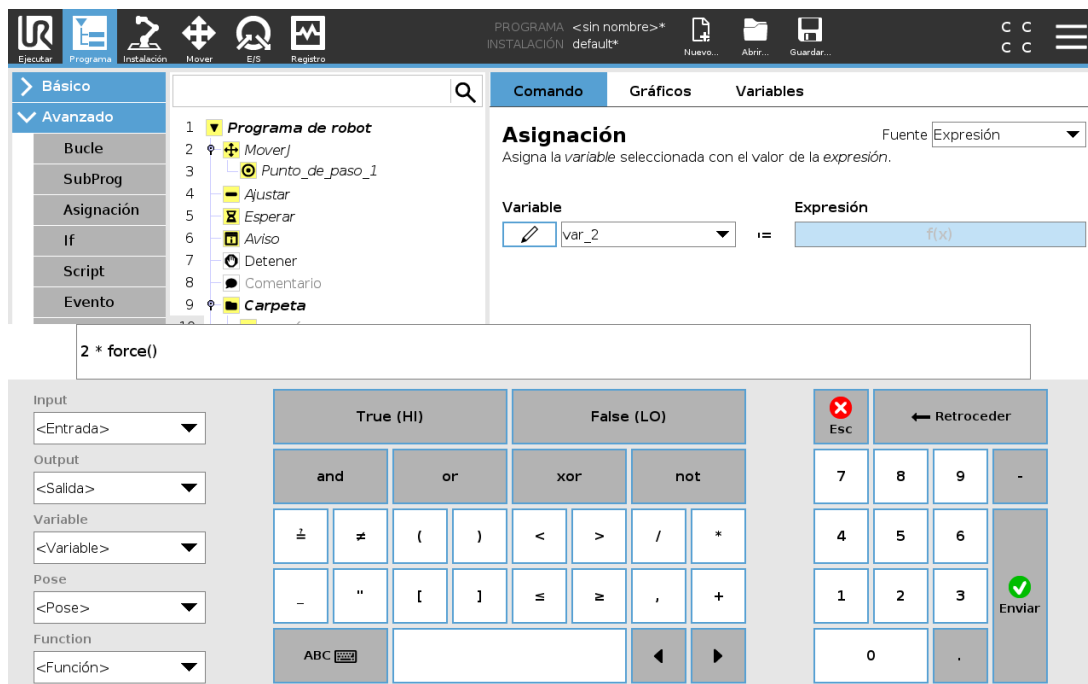 PROGRAMA <sin nombre>*
INSTALACIÓN default*
UR
Ejecutar Programa Instalación Mover E/S Registro
Nuevo... Abrir... Guardar...
C C
C C
Básico
Avanzado
Bucle
SubProg
Asignación
If
Script
Evento
1 Programa de robot
2 MoverJ
3 Punto_de_paso_1
4 Ajustar
5 Esperar
6 Aviso
7 Detener
8 Comentario
9 Carpeta
Comando Gráficos Variables
Asignación
Fuente Expresión
Asigna la variable seleccionada con el valor de la expresión.
Variable Expresión
var_2 := f(x)
2 * force()
Input
<Entrada>
Output
<Salida>
Variable
<Variable>
Pose
<Pose>
Function
<Función>
True (HI) False (LO)
and or xor not
≟ ≠ ( ) < > / *
_ " [ ] ≤ ≥ , +
ABC
Esc Retroceder
7 8 9 -
4 5 6
1 2 3 Enviar
0 .